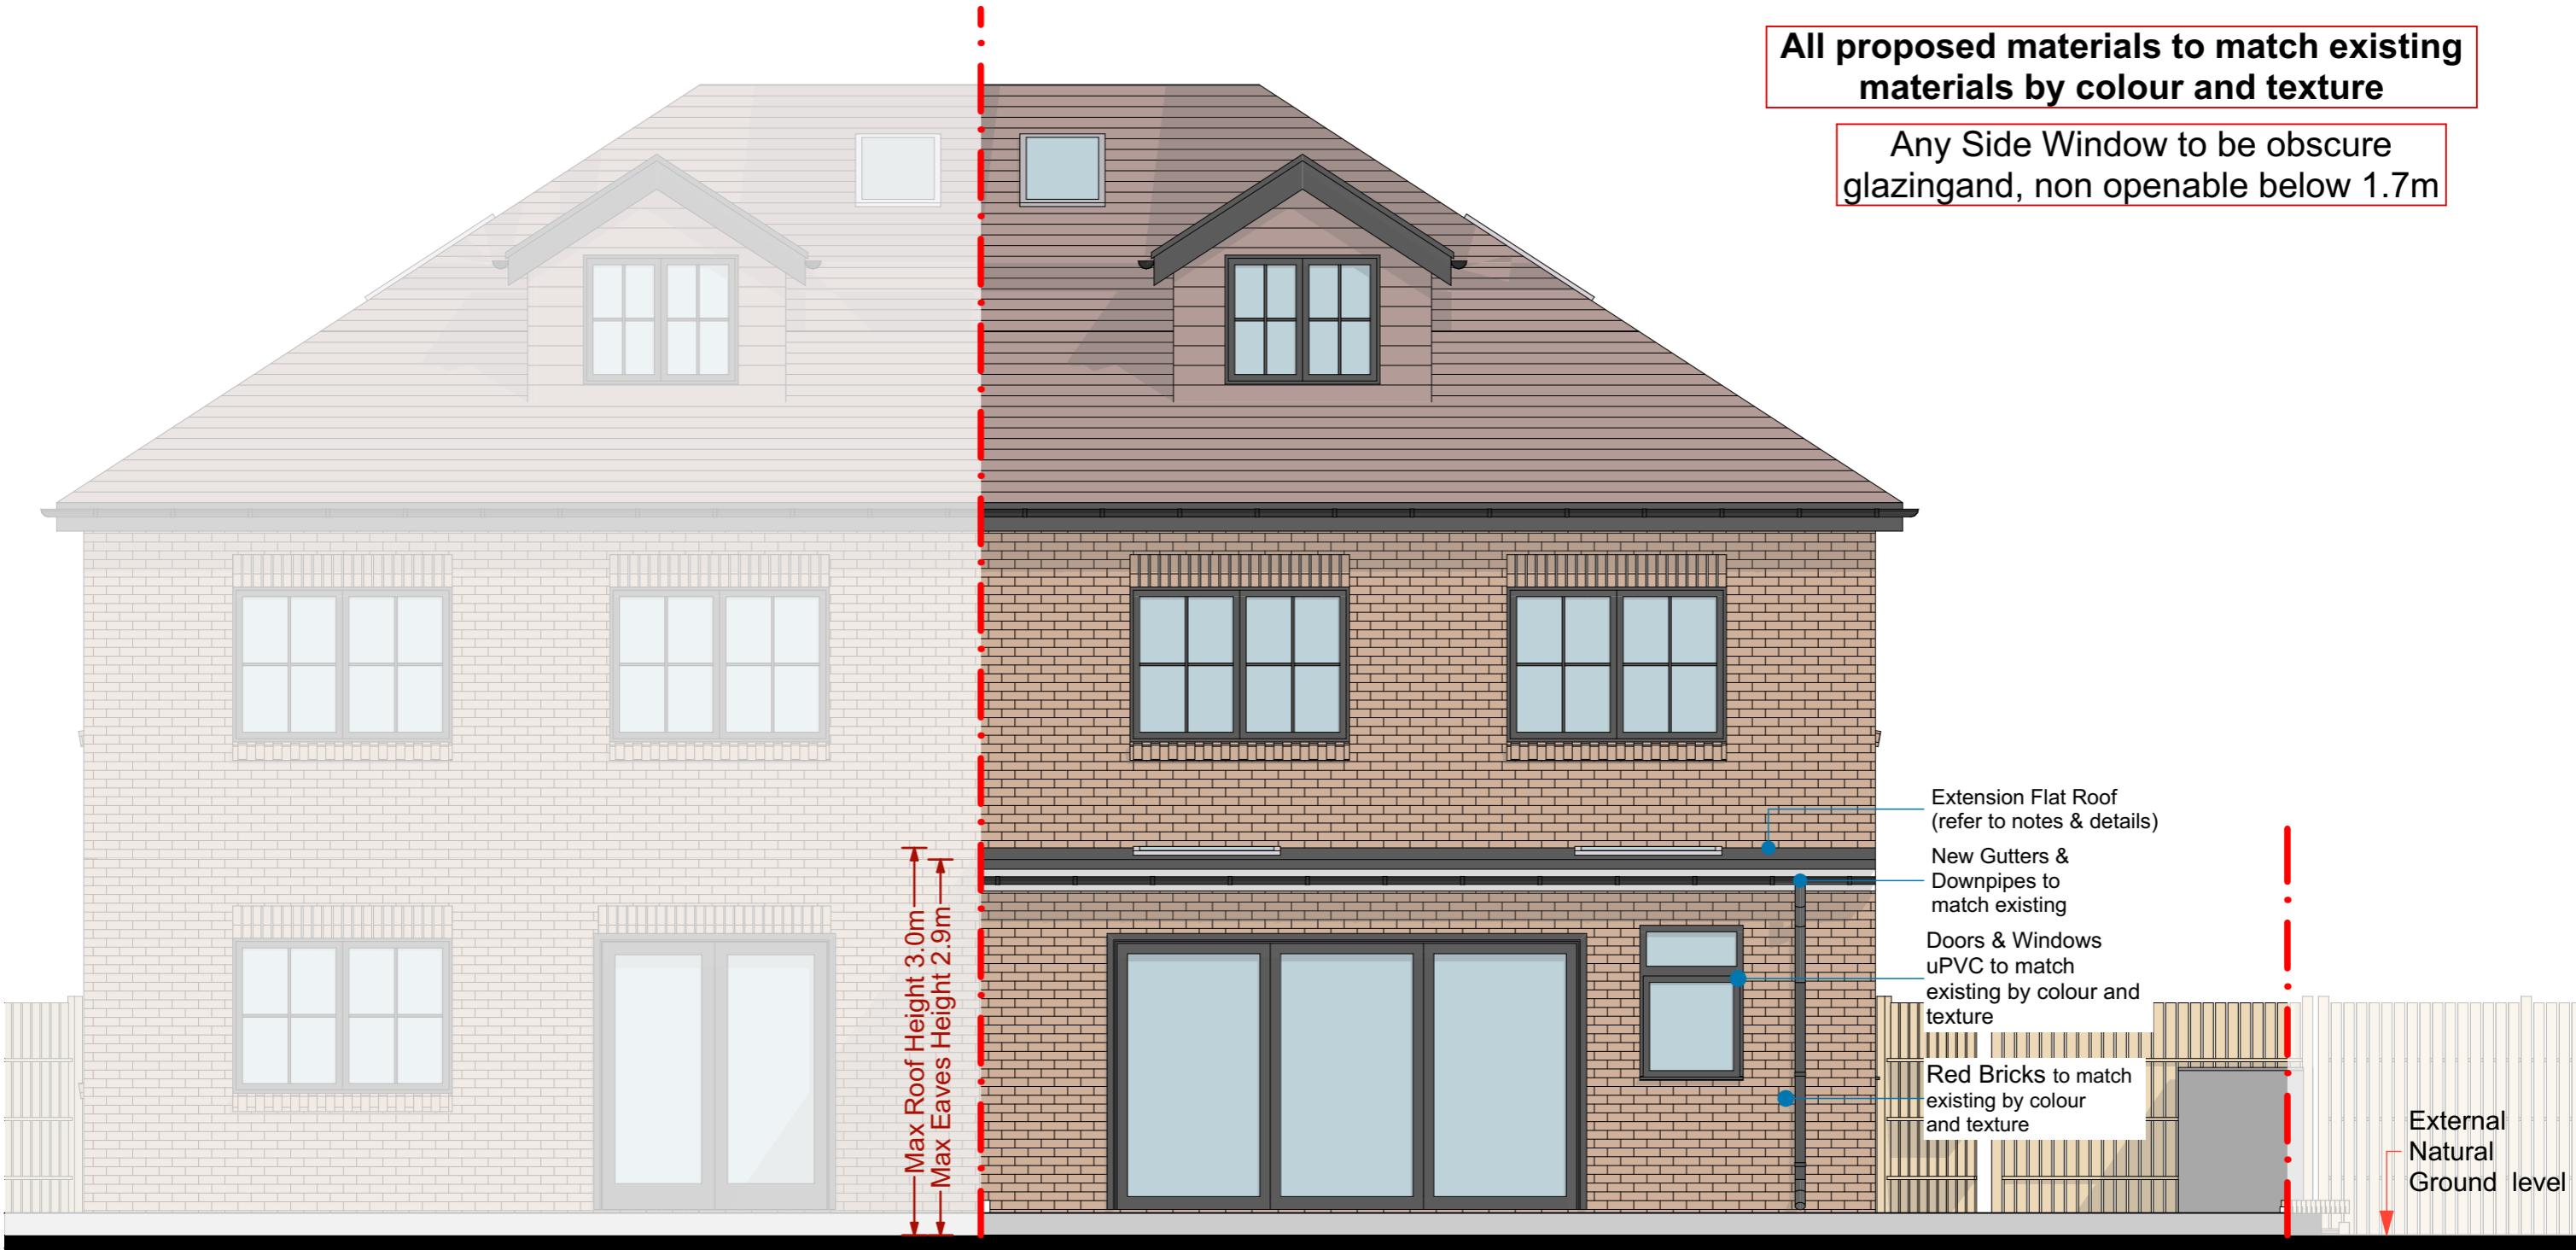 All proposed materials to match existing
materials by colour and texture
Any Side Window to be obscure
glazingand, non openable below 1.7m
Extension Flat Roof
(refer to notes & details)
New Gutters &
Downpipes to
match existing
Doors & Windows
uPVC to match
existing by colour and
texture
Red Bricks to match
existing by colour
and texture
Max Roof Height 3.0m
Max Eaves Height 2.9m
External
Natural
Ground level